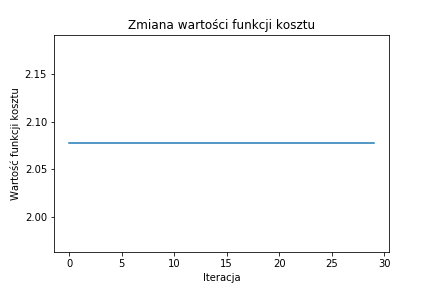 Zmiana wartości funkcji kosztu
2.15
2.10
2.05
2.00
Wartość funkcji kosztu
0 5 10 15 20 25 30
Iteracja